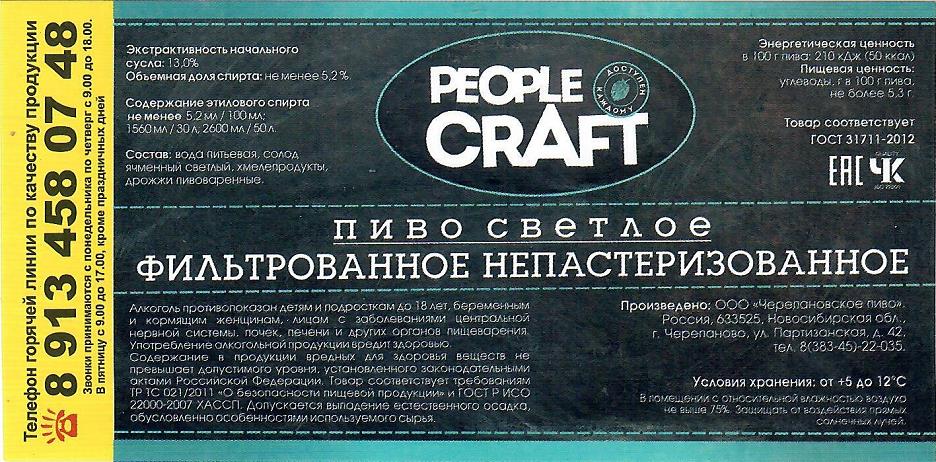 Телефон горячей линии по качеству продукции
8 913 458 07 48
Звонки принимаются с понедельника по четверг с 9.00 до 18.00.
В пятницу с 9.00 до 17.00, кроме праздничных дней
Экстрактивность начального
сусла: 13,0%
Объемная доля спирта: не менее 5,2%
Содержание этилового спирта
не менее 5,2 мл / 100 мл;
1560 мл / 30 л; 2600 мл / 50 л.
Состав: вода питьевая, солод
ячменный светлый, хмелепродукты,
дрожжи пивоваренные.
PEOPLE
ДОСТУПЕН
КАЖДОМУ
CRAFT
Энергетическая ценность
в 100 г пива: 210 кДж (50 ккал)
Пищевая ценность:
углеводы, г в 100 г пива,
не более 5,3 г.
Товар соответствует
ГОСТ 31711-2012
EAC
ЧК
ПИВО СВЕТЛОЕ
ФИЛЬТРОВАННОЕ НЕПАСТЕРИЗОВАННОЕ
Алкоголь противопоказан детям и подросткам до 18 лет, беременным
и кормящим женщинам, лицам с заболеваниями центральной
нервной системы, почек, печени и других органов пищеварения.
Употребление алкогольной продукции вредит здоровью.
Содержание в продукции вредных для здоровья веществ не
превышает допустимого уровня, установленного законодательными
актами Российской Федерации. Товар соответствует требованиям
ТР ТС 021/2011 «О безопасности пищевой продукции» и ГОСТ Р ИСО
22000-2007 ХАССП. Допускается выпадение естественного осадка,
обусловленно особенностями используемого сырья.
Произведено: ООО «Черепановское пиво».
Россия, 633525, Новосибирская обл.,
г. Черепаново, ул. Партизанская, д. 42,
тел. 8(383-45)-22-035.
Условия хранения: от +5 до 12°С
В помещении с относительной влажностью воздуха
не выше 75%. Защищать от воздействия прямых
солнечных лучей.